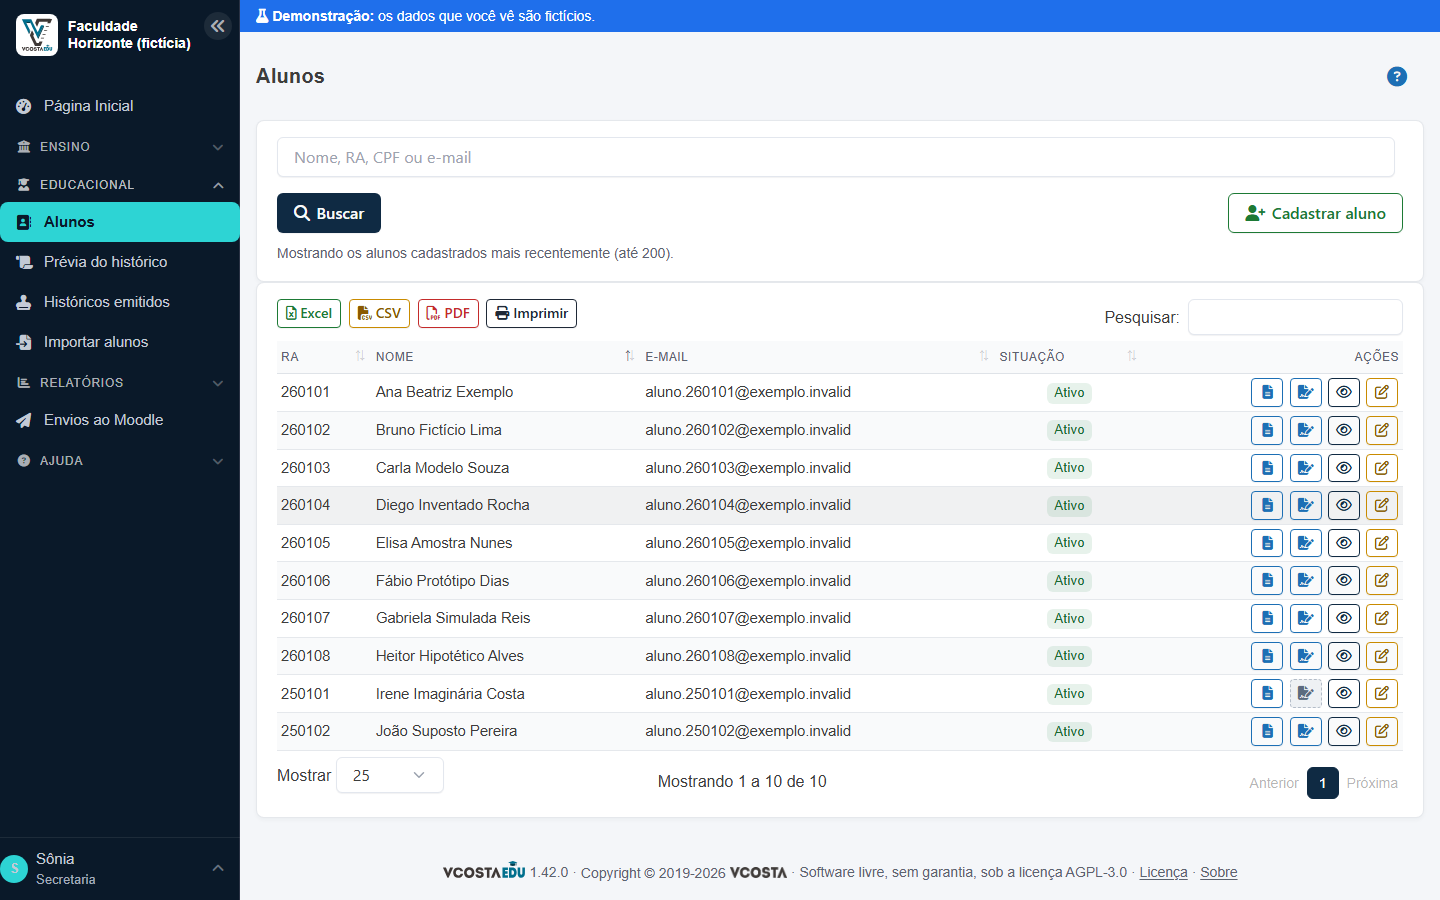 Faculdade
Horizonte (fictícia)
VCOSTAEDU
Demonstração: os dados que você vê são fictícios.
Página Inicial
ENSINO
EDUCACIONAL
Alunos
Prévia do histórico
Históricos emitidos
Importar alunos
RELATÓRIOS
Envios ao Moodle
AJUDA
S
Sônia
Secretaria
Alunos
?
Nome, RA, CPF ou e-mail
Buscar
Cadastrar aluno
Mostrando os alunos cadastrados mais recentemente (até 200).
Excel CSV PDF Imprimir
Pesquisar:
RA NOME E-MAIL SITUAÇÃO AÇÕES
260101 Ana Beatriz Exemplo aluno.260101@exemplo.invalid Ativo
260102 Bruno Fictício Lima aluno.260102@exemplo.invalid Ativo
260103 Carla Modelo Souza aluno.260103@exemplo.invalid Ativo
260104 Diego Inventado Rocha aluno.260104@exemplo.invalid Ativo
260105 Elisa Amostra Nunes aluno.260105@exemplo.invalid Ativo
260106 Fábio Protótipo Dias aluno.260106@exemplo.invalid Ativo
260107 Gabriela Simulada Reis aluno.260107@exemplo.invalid Ativo
260108 Heitor Hipotético Alves aluno.260108@exemplo.invalid Ativo
250101 Irene Imaginária Costa aluno.250101@exemplo.invalid Ativo
250102 João Suposto Pereira aluno.250102@exemplo.invalid Ativo
Mostrar 25
Mostrando 1 a 10 de 10
Anterior 1 Próxima
VCOSTAEDU 1.42.0 · Copyright © 2019-2026 VCOSTA · Software livre, sem garantia, sob a licença AGPL-3.0 · Licença · Sobre